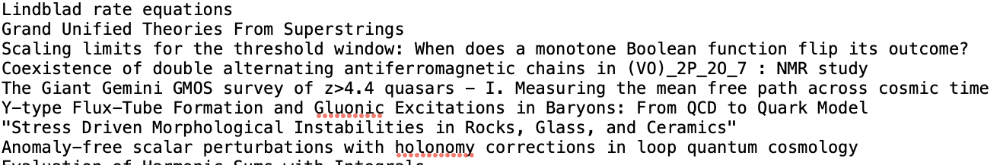 Lindblad rate equations
Grand Unified Theories From Superstrings
Scaling limits for the threshold window: When does a monotone Boolean function flip its outcome?
Coexistence of double alternating antiferromagnetic chains in (VO)_2P_2O_7 : NMR study
The Giant Gemini GMOS survey of z>4.4 quasars - I. Measuring the mean free path across cosmic time
Y-type Flux-Tube Formation and Gluonic Excitations in Baryons: From QCD to Quark Model
"Stress Driven Morphological Instabilities in Rocks, Glass, and Ceramics"
Anomaly-free scalar perturbations with holonomy corrections in loop quantum cosmology
Evaluation of Harmonic Sums with Integrals